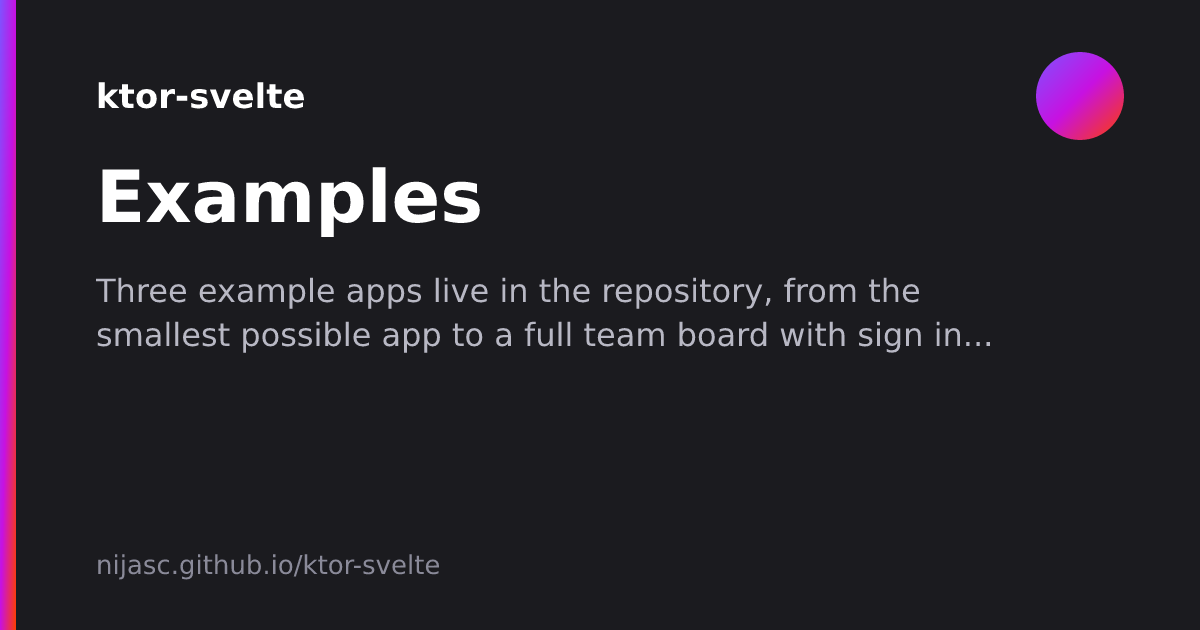 ktor-svelte
Examples
Three example apps live in the repository, from the
smallest possible app to a full team board with sign in...
nijasc.github.io/ktor-svelte